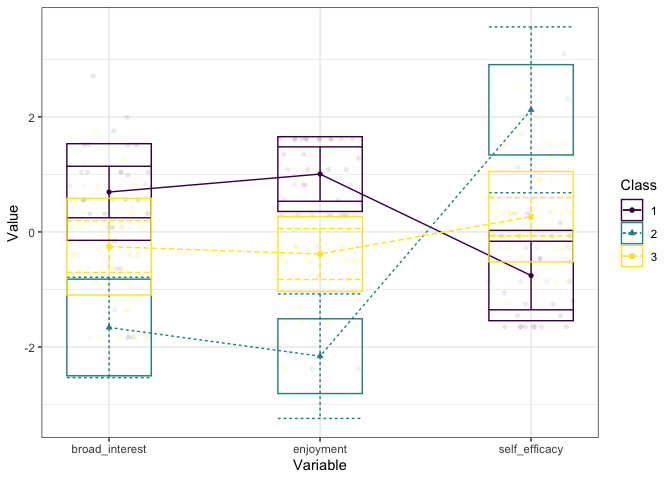 2
0
-2
Value
broad_interest
enjoyment
self_efficacy
Variable
Class
1
2
3